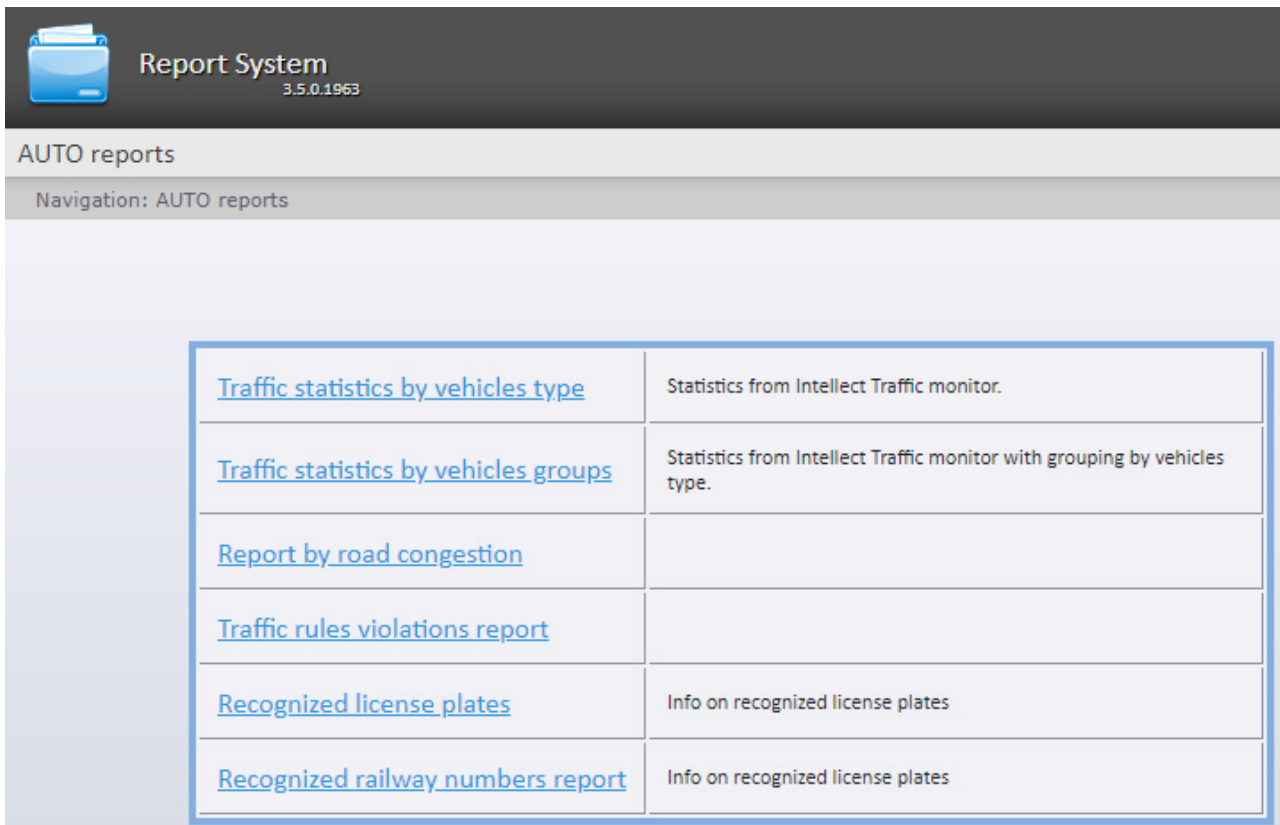 Report System
3.5.0.1963
AUTO reports
Navigation: AUTO reports
Traffic statistics by vehicles type
Statistics from Intellect Traffic monitor.
Traffic statistics by vehicles groups
Statistics from Intellect Traffic monitor with grouping by vehicles
type.
Report by road congestion
Traffic rules violations report
Recognized license plates
Info on recognized license plates
Recognized railway numbers report
Info on recognized license plates